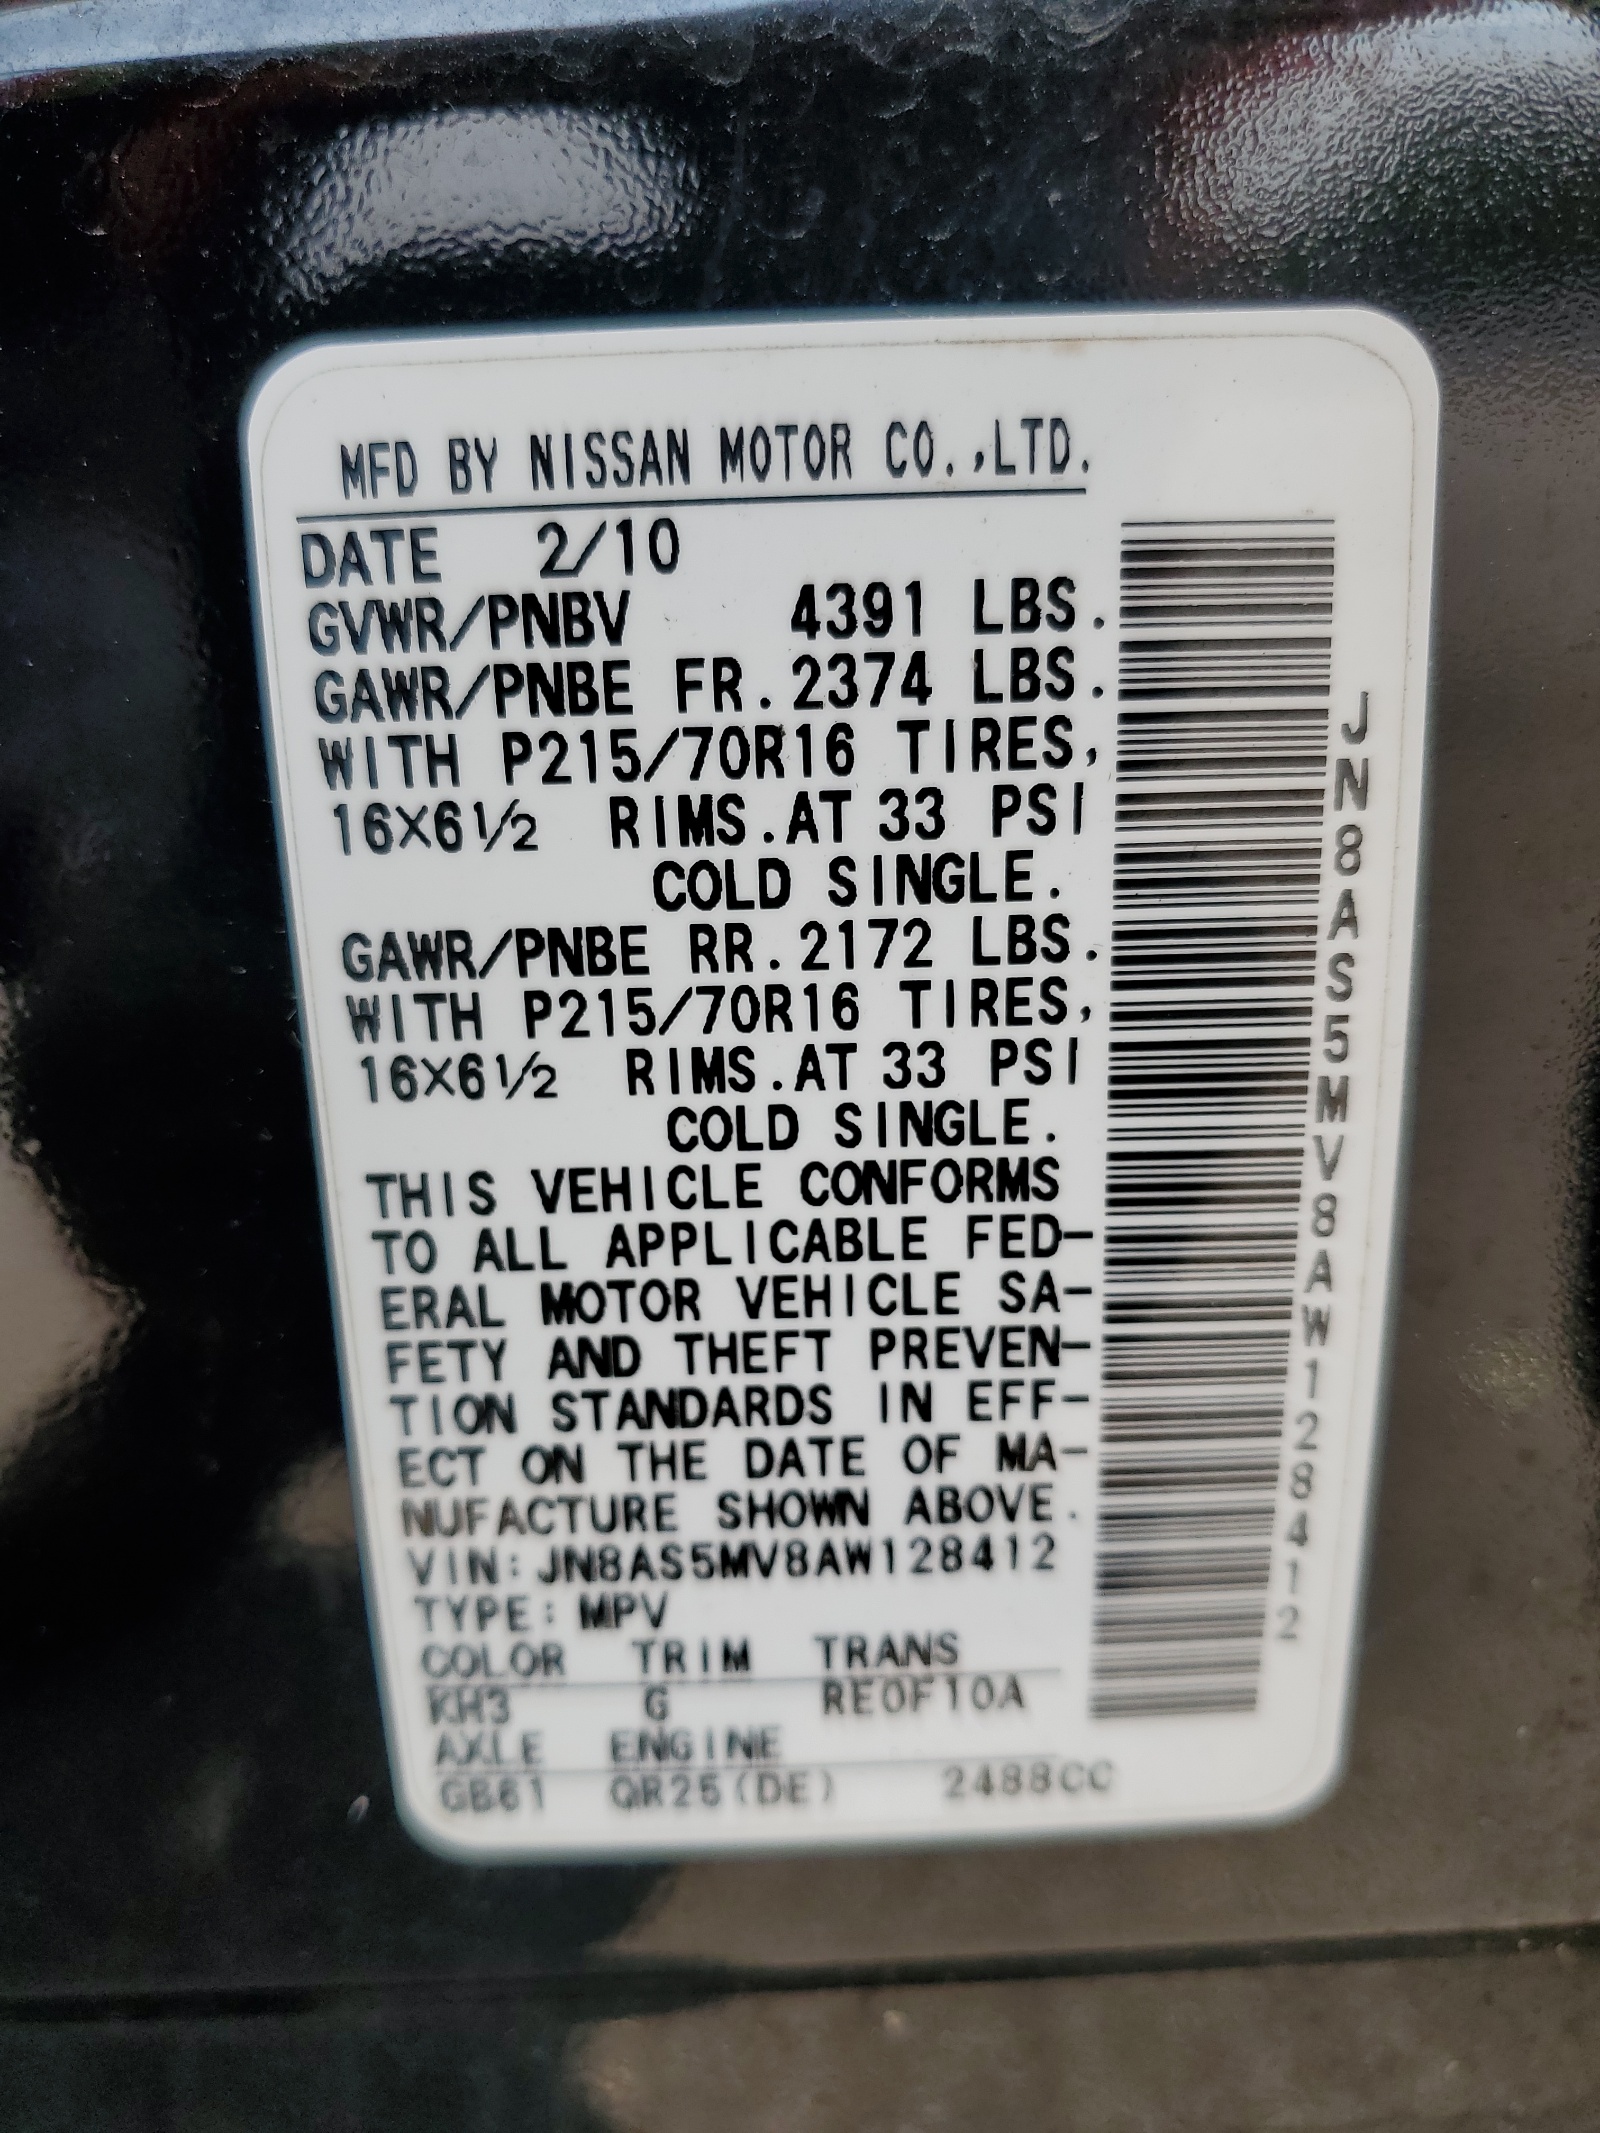 MFD BY NISSAN MOTOR CO.,LTD.
DATE 2/10
GVWR/PNBV 4391 LBS.
GAWR/PNBE FR.2374 LBS.
WITH P215/70R16 TIRES,
16X6½ RIMS.AT 33 PSI
COLD SINGLE.
GAWR/PNBE RR.2172 LBS.
WITH P215/70R16 TIRES,
16X6½ RIMS.AT 33 PSI
COLD SINGLE.
THIS VEHICLE CONFORMS
TO ALL APPLICABLE FED-
ERAL MOTOR VEHICLE SA-
FETY AND THEFT PREVEN-
TION STANDARDS IN EFF-
ECT ON THE DATE OF MA-
NUFACTURE SHOWN ABOVE.
VIN:JN8AS5MV8AW128412
TYPE:MPV
COLOR TRIM TRANS
KH3 G RE0F10A
AXLE ENGINE
GB61 QR25(DE) 2488CC
JN8AS5MV8AW128412